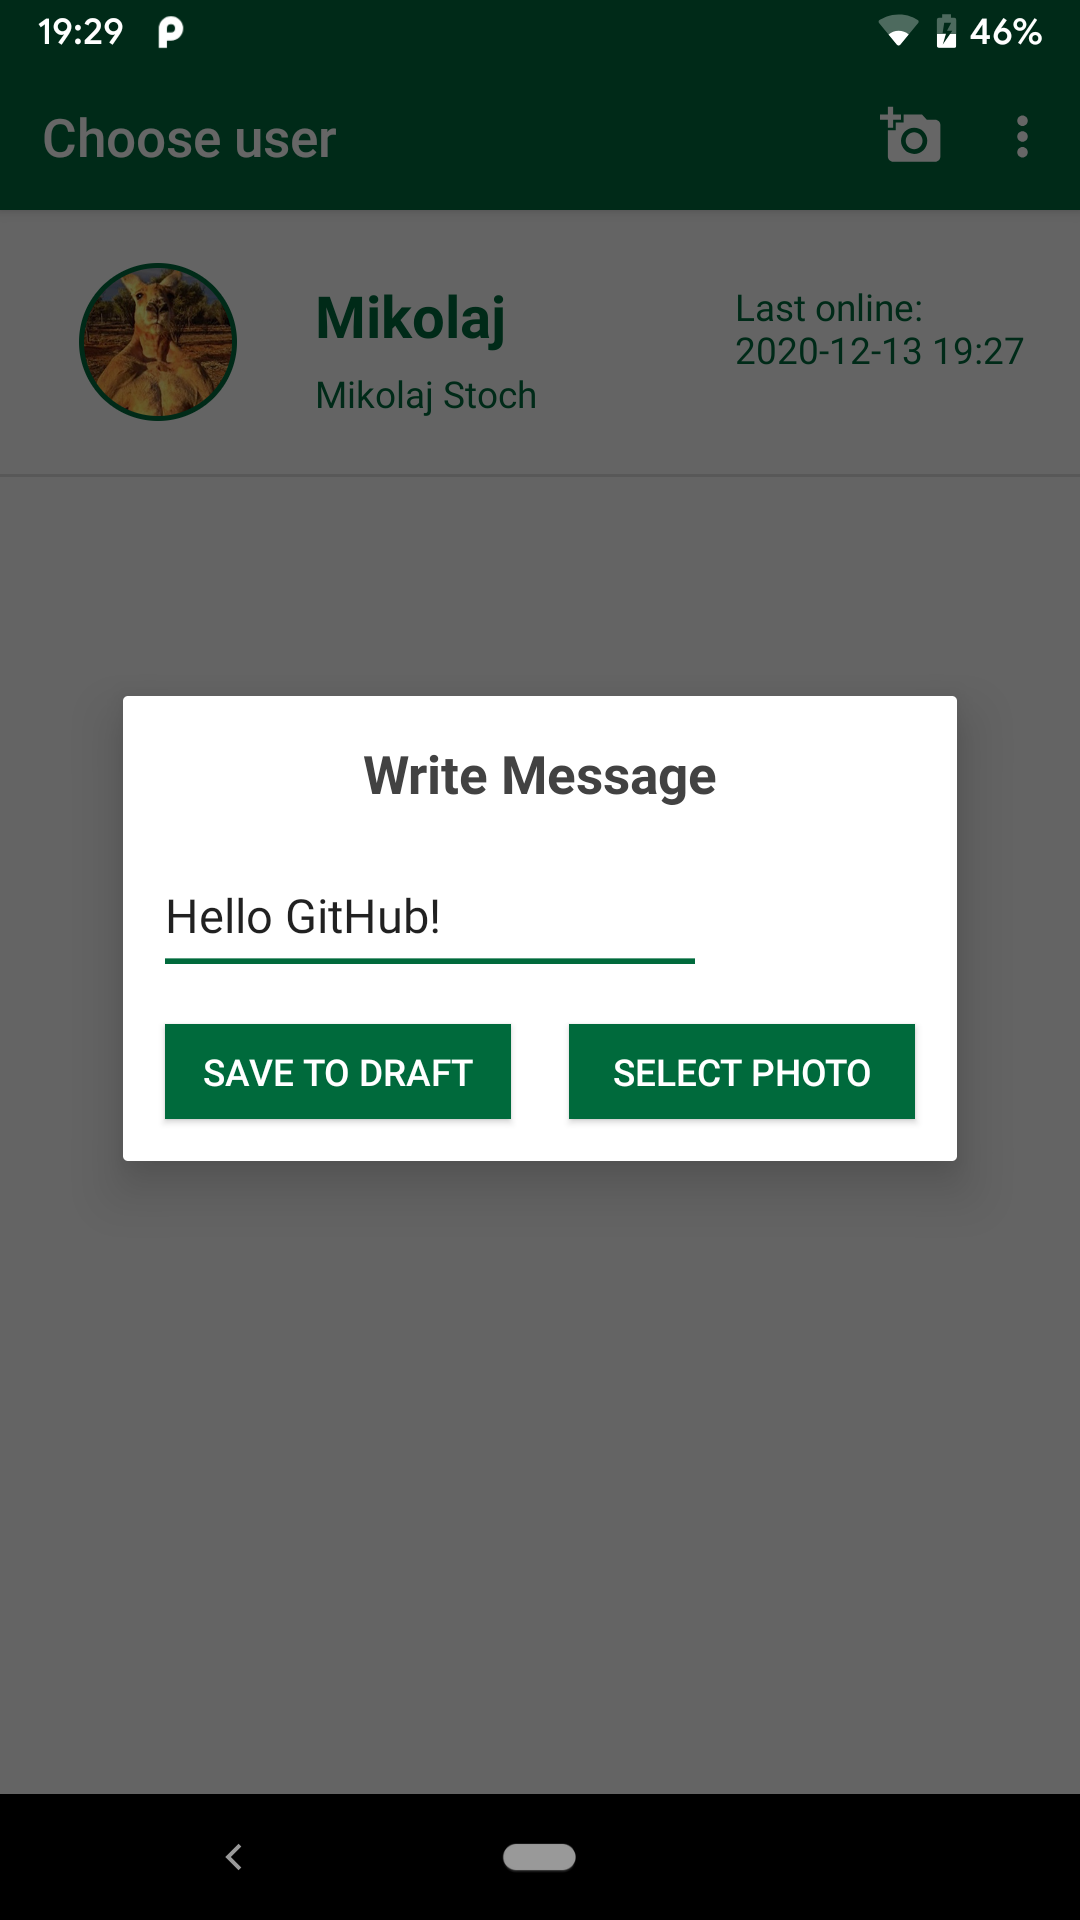 19:29
46%
Choose user
Mikolaj
Mikolaj Stoch
Last online:
2020-12-13 19:27
Write Message
Hello GitHub!
SAVE TO DRAFT
SELECT PHOTO